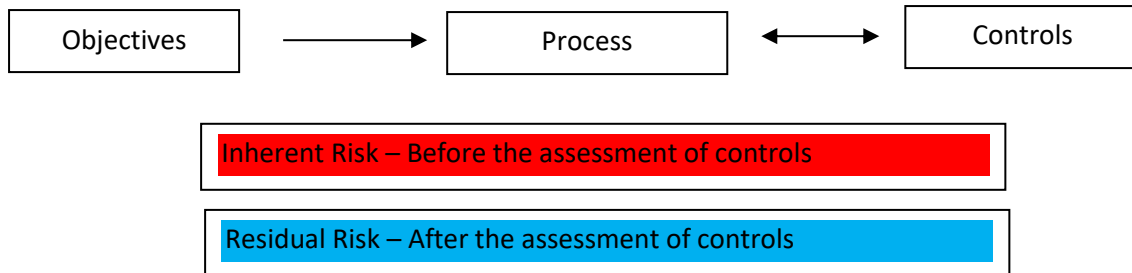 Objectives
Process
Controls
Inherent Risk – Before the assessment of controls
Residual Risk – After the assessment of controls